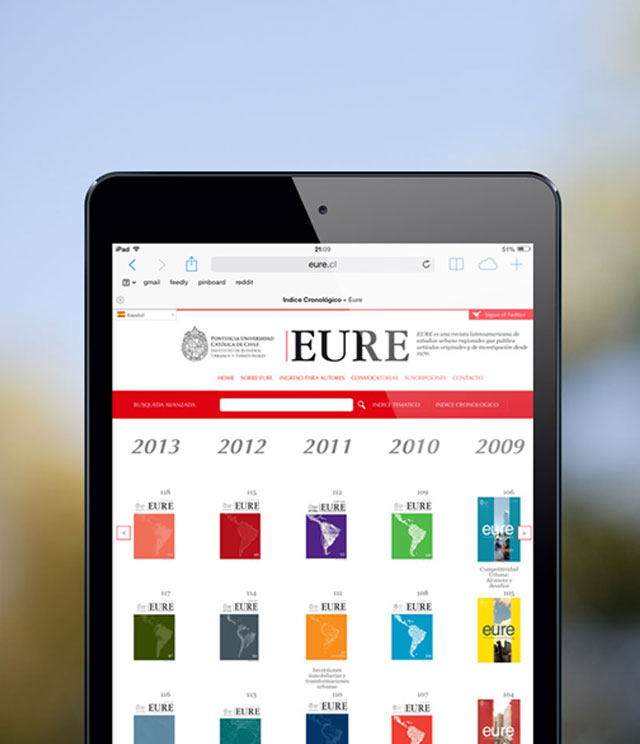 iPad
21:09
51%
eure.cl
gmail feedly pinboard reddit
Indice Cronológico - Eure
Español
Sigue el Twitter
PONTIFICIA UNIVERSIDAD
CATÓLICA DE CHILE
INSTITUTO DE ESTUDIOS
URBANOS Y TERRITORIALES
EURE
EURE es una revista latinoamericana de
estudios urbano regionales que publica
artículos originales y de investigación desde
1970.
HOME SOBRE EURE INGRESO PARA AUTORES CONVOCATORIAS SUSCRIPCIONES CONTACTO
BUSQUEDA AVANZADA
INDICE TEMATICO
INDICE CRONOLOGICO
2013 2012 2011 2010 2009
118 115 112 109 106
EURE EURE EURE EURE eure
Competitividad
Urbana:
Alcances y
desafíos
117 114 111 108 105
EURE EURE EURE EURE eure
Inversiones
inmobiliarias y
transformaciones
urbanas
116 113 110 107 104
EURE EURE EURE EURE eure